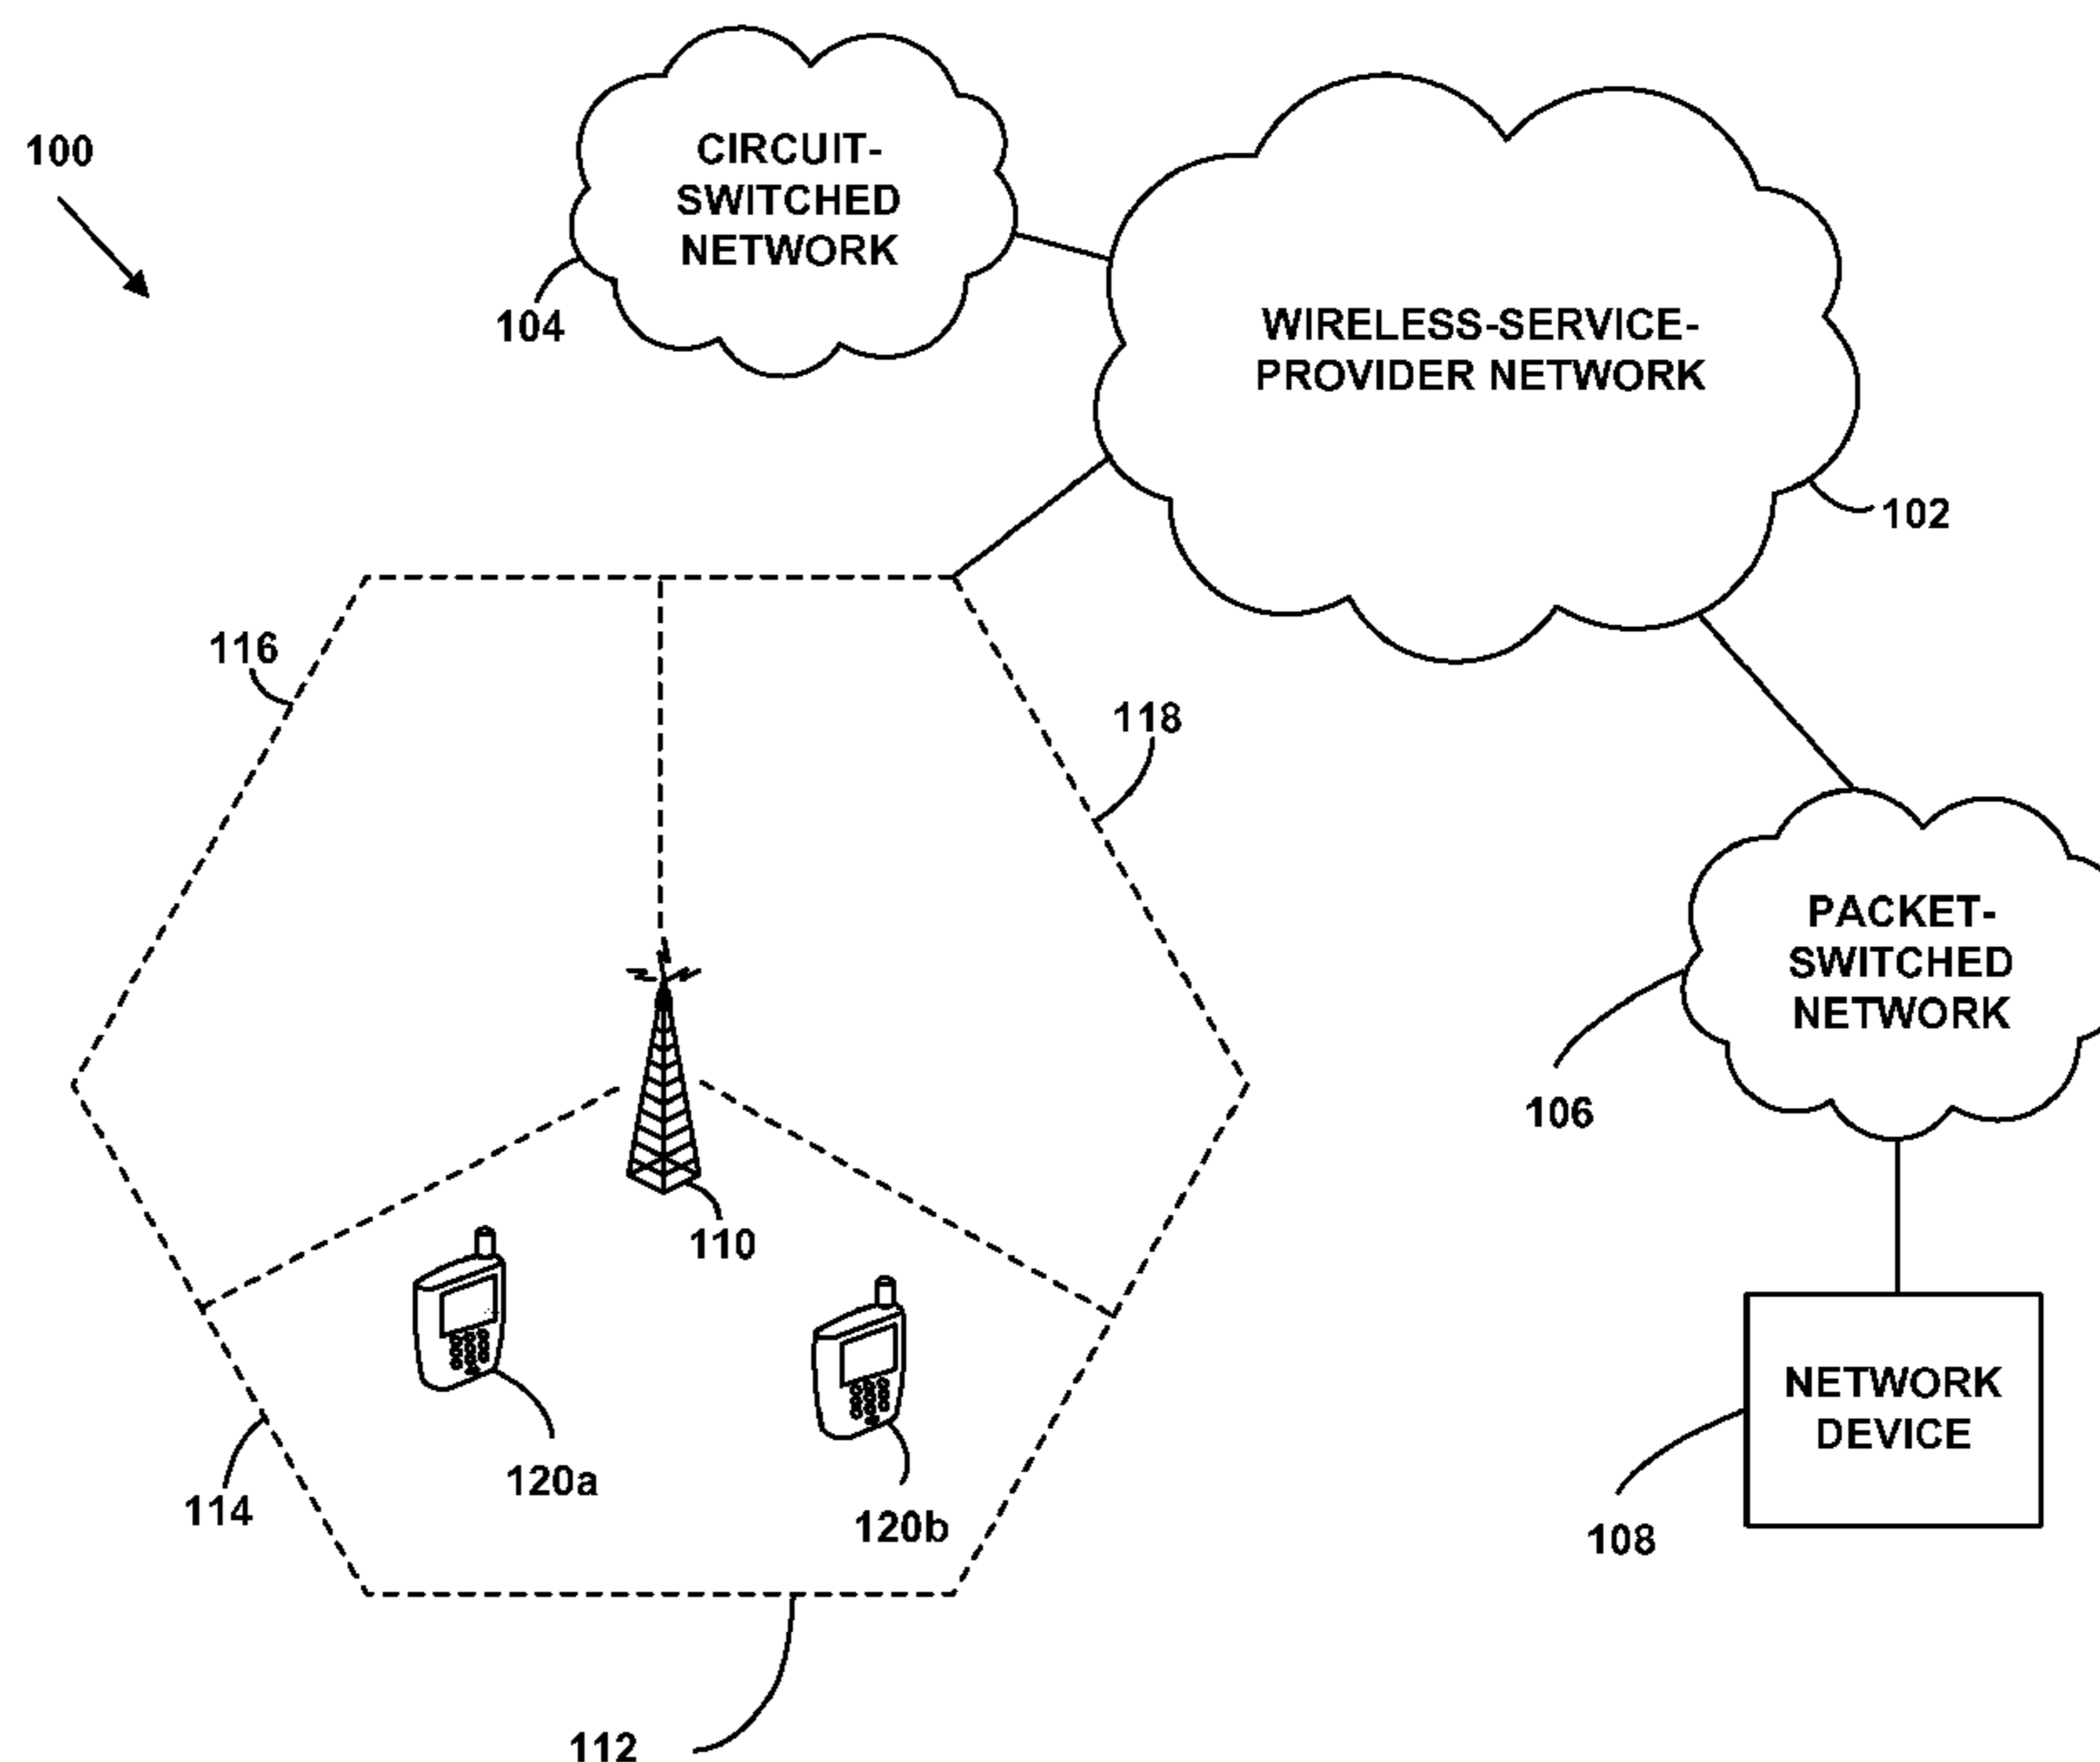 100
CIRCUIT-
SWITCHED
NETWORK
104
WIRELESS-SERVICE-
PROVIDER NETWORK
102
116
118
PACKET-
SWITCHED
NETWORK
106
110
NETWORK
DEVICE
108
120a
120b
114
112